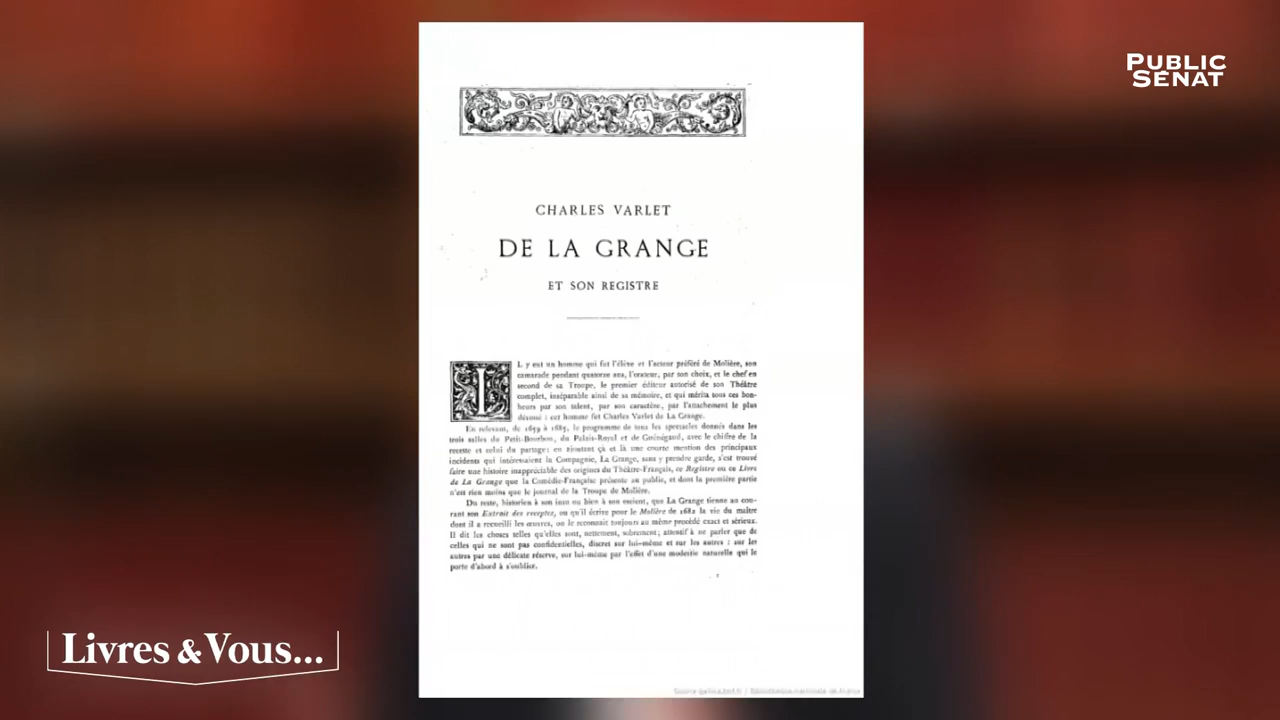 PUBLIC
SÉNAT
CHARLES VARLET
DE LA GRANGE
ET SON REGISTRE
IL y est un homme qui fut l'élève et l'acteur préféré de Molière, son
camarade pendant quatorze ans, l'orateur, par son choix, et le chef en
second de sa Troupe, le premier éditeur autorisé de son Théâtre
complet, inséparable ainsi de sa mémoire, et qui mérita tous ces bon-
heurs par son talent, par son caractère, par l'attachement le plus
dévoué : cet homme fut Charles Varlet de La Grange.
En relevant, de 1659 à 1685, le programme de tous les spectacles donnés dans les
trois salles du Petit-Bourbon, du Palais-Royal et de Guénégaud, avec le chiffre de la
recette et celui du partage; en ajoutant çà et là une courte mention des principaux
incidents qui intéressaient la Compagnie, La Grange, sans y prendre garde, s'est trouvé
faire une histoire inappréciable des origines du Théâtre-Français, ce Registre ou ce Livre
de La Grange que la Comédie-Française présente au public, et dont la première partie
n'est rien moins que le journal de la Troupe de Molière.
Du reste, historien à son insu ou bien à son escient, que La Grange tienne au cou-
rant son Extrait des receptes, ou qu'il écrive pour le Molière de 1682 la vie du maître
dont il a recueilli les œuvres, on le reconnaît toujours au même procédé exact et sérieux.
Il dit les choses telles qu'elles sont, nettement, sobrement; attentif à ne parler que de
celles qui ne sont pas confidentielles, discret sur lui-même et sur les autres : sur les
autres par une délicate réserve, sur lui-même par l'effet d'une modestie naturelle qui le
porte d'abord à s'oublier.
Livres & Vous...
Source gallica.bnf.fr / Bibliothèque nationale de France